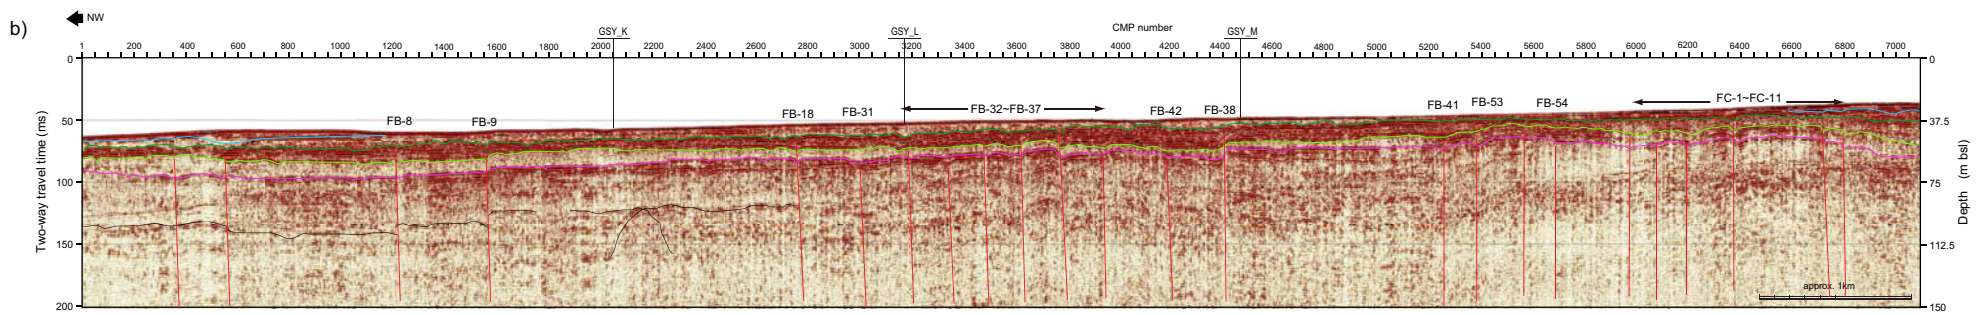 b)
NW
CMP number
GSY_K GSY_L GSY_M
1 200 400 600 800 1000 1200 1400 1600 1800 2000 2200 2400 2600 2800 3000 3200 3400 3600 3800 4000 4200 4400 4600 4800 5000 5200 5400 5600 5800 6000 6200 6400 6600 6800 7000
0 0
FB-8 FB-9 FB-18 FB-31 FB-32~FB-37 FB-42 FB-38 FB-41 FB-53 FB-54 FC-1~FC-11
50 37.5
100 75
150 112.5
200 150
Two-way travel time (ms)
Depth (m bsl)
approx. 1km